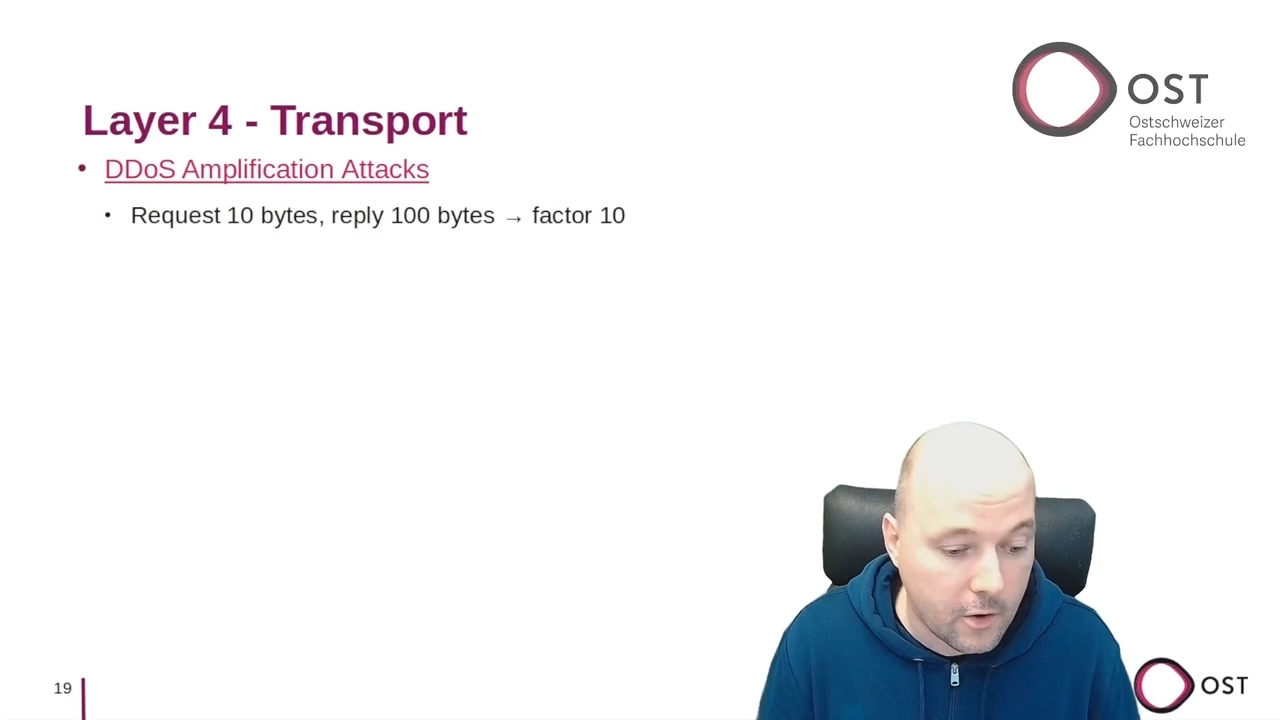 OST
Ostschweizer
Fachhochschule
Layer 4 - Transport
• DDoS Amplification Attacks
• Request 10 bytes, reply 100 bytes → factor 10
19
OST